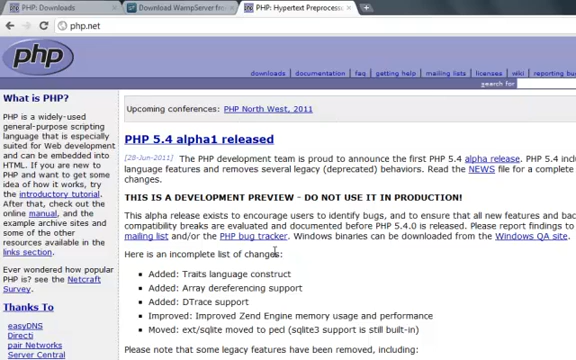 PHP: Downloads
Download WampServer fro
PHP: Hypertext Preprocess
php.net
php
downloads | documentation | faq | getting help | mailing lists | licenses | wiki | reporting bu
search for
What is PHP?
PHP is a widely-used
general-purpose scripting
language that is especially
suited for Web development
and can be embedded into
HTML. If you are new to
PHP and want to get some
idea of how it works, try
the introductory tutorial.
After that, check out the
online manual, and the
example archive sites and
some of the other
resources available in the
links section.
Ever wondered how popular
PHP is? see the Netcraft
Survey.
Thanks To
easyDNS
Directi
pair Networks
Server Central
Upcoming conferences: PHP North West, 2011
PHP 5.4 alpha1 released
[28-Jun-2011] The PHP development team is proud to announce the first PHP 5.4 alpha release. PHP 5.4 inc
language features and removes several legacy (deprecated) behaviors. Read the NEWS file for a complete
changes.
THIS IS A DEVELOPMENT PREVIEW - DO NOT USE IT IN PRODUCTION!
This alpha release exists to encourage users to identify bugs, and to ensure that all new features and bac
compatibility breaks are evaluated and documented before PHP 5.4.0 is released. Please report findings to
mailing list and/or the PHP bug tracker. Windows binaries can be downloaded from the Windows QA site.
Here is an incomplete list of changes:
Added: Traits language construct
Added: Array dereferencing support
Added: DTrace support
Improved: Improved Zend Engine memory usage and performance
Moved: ext/sqlite moved to pecl (sqlite3 support is still built-in)
Please note that some legacy features have been removed, including: